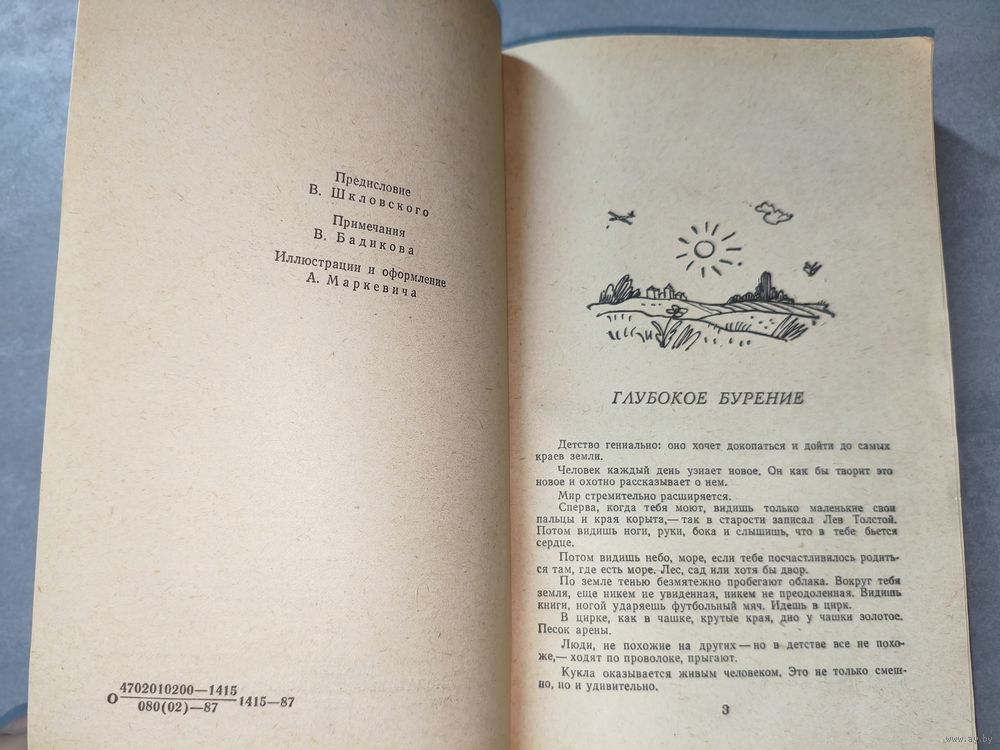 Предисловие
В. Шкловского
Примечания
В. Бадикова
Иллюстрации и оформление
А. Маркевича
О 4702010200—1415
080(02)—87 1415—87
ГЛУБОКОЕ БУРЕНИЕ
Детство гениально: оно хочет докопаться и дойти до самых
краев земли.
Человек каждый день узнает новое. Он как бы творит это
новое и охотно рассказывает о нем.
Мир стремительно расширяется.
Сперва, когда тебя моют, видишь только маленькие свои
пальцы и края корыта,— так в старости записал Лев Толстой.
Потом видишь ноги, руки, бока и слышишь, что в тебе бьется
сердце.
Потом видишь небо, море, если тебе посчастливилось родить-
ся там, где есть море. Лес, сад или хотя бы двор.
По земле тенью безмятежно пробегают облака. Вокруг тебя
земля, еще никем не увиденная, никем не преодоленная. Видишь
книги, ногой ударяешь футбольный мяч. Идешь в цирк.
В цирке, как в чашке, крутые края, дно у чашки золотое.
Песок арены.
Люди, не похожие на других — но в детстве все не похо-
же,— ходят по проволоке, прыгают.
Кукла оказывается живым человеком. Это не только смеш-
но, но и удивительно.
3
www.ay.by